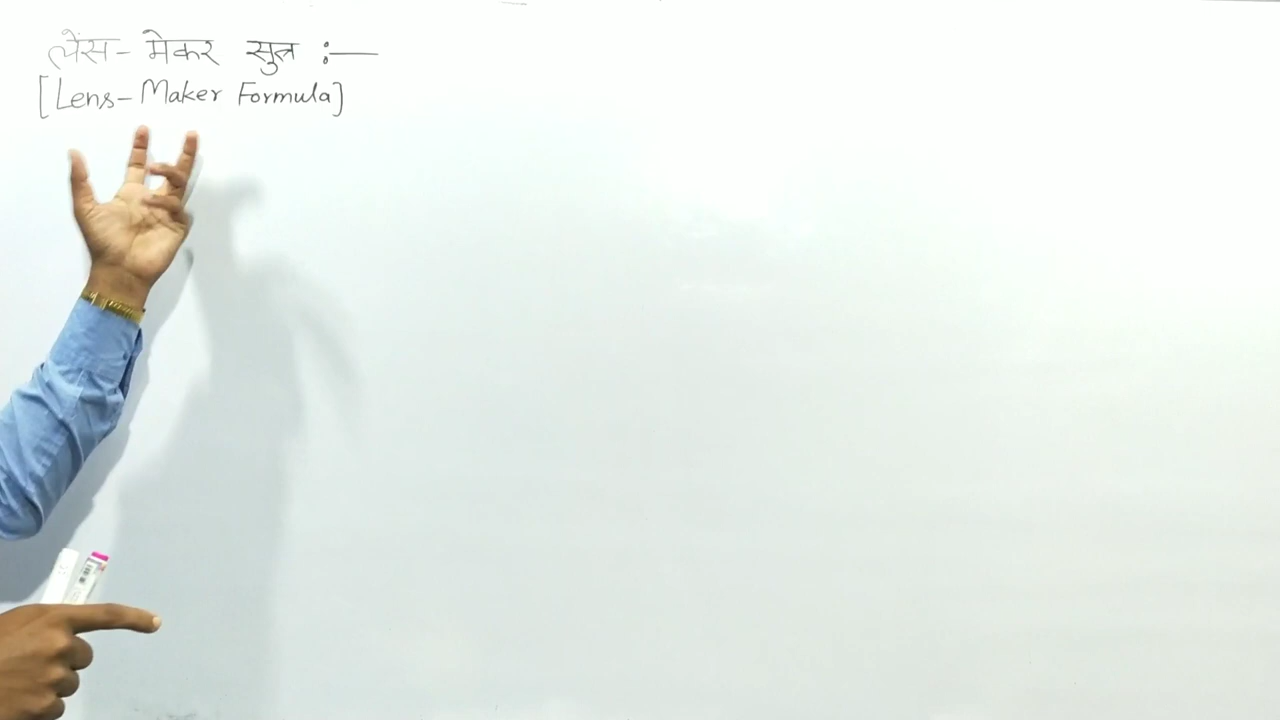 लेंस - मेकर सुत्र :—
[Lens - Maker Formula]